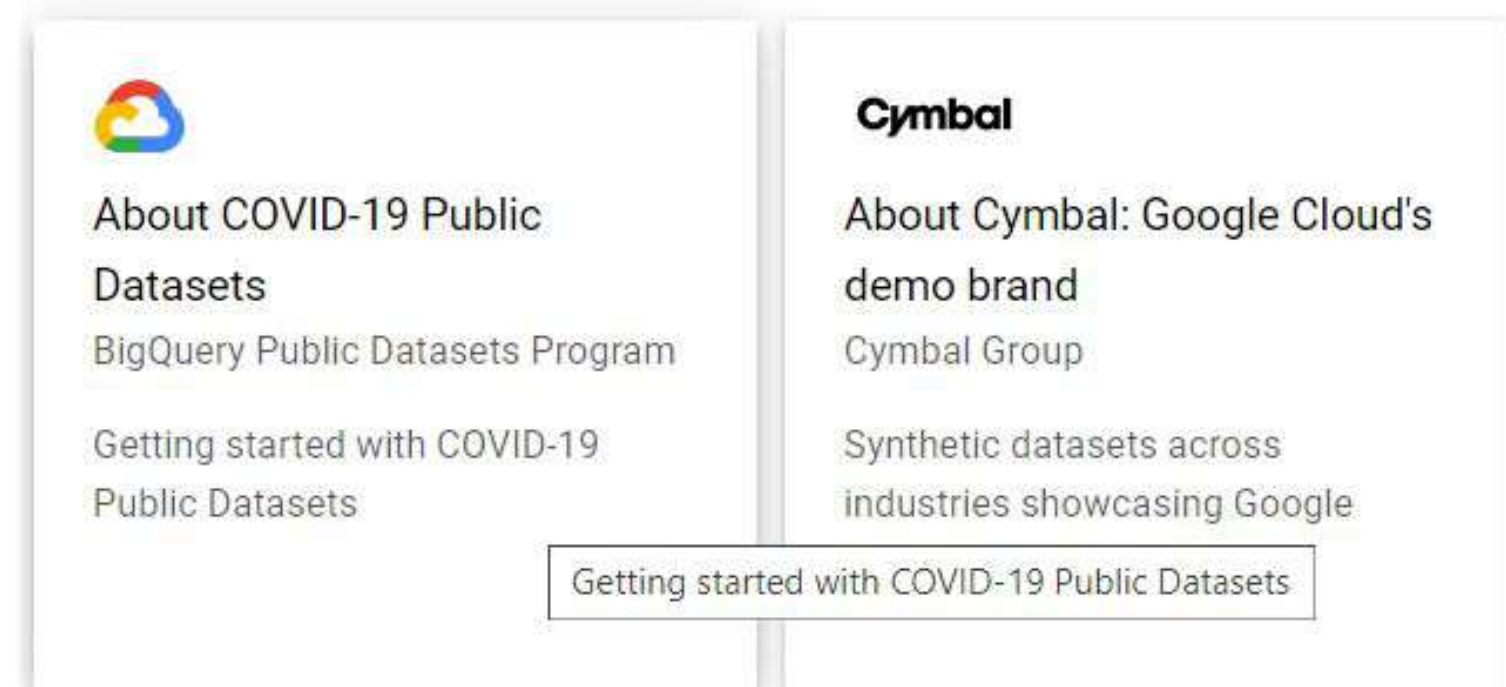 About COVID-19 Public
Datasets
BigQuery Public Datasets Program
Getting started with COVID-19
Public Datasets
Cymbal
About Cymbal: Google Cloud's
demo brand
Cymbal Group
Synthetic datasets across
industries showcasing Google
Getting started with COVID-19 Public Datasets